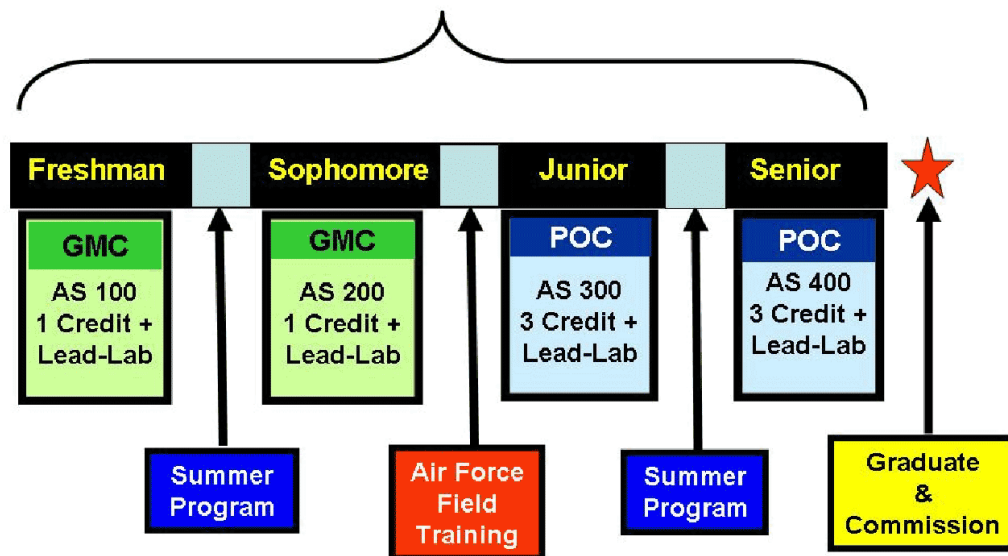 Freshman
Sophomore
Junior
Senior
GMC
AS 100
1 Credit +
Lead-Lab
GMC
AS 200
1 Credit +
Lead-Lab
POC
AS 300
3 Credit +
Lead-Lab
POC
AS 400
3 Credit +
Lead-Lab
Summer
Program
Air Force
Field
Training
Summer
Program
Graduate
&
Commission